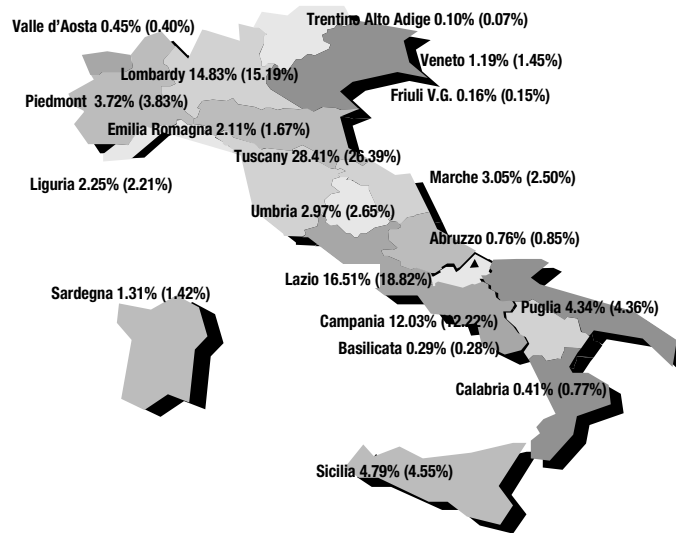 Trentino Alto Adige 0.10% (0.07%)
Valle d’Aosta 0.45% (0.40%)
Veneto 1.19% (1.45%)
Lombardy 14.83% (15.19%)
Friuli V.G. 0.16% (0.15%)
Piedmont 3.72% (3.83%)
Emilia Romagna 2.11% (1.67%)
Tuscany 28.41% (26.39%)
Marche 3.05% (2.50%)
Liguria 2.25% (2.21%)
Umbria 2.97% (2.65%)
Abruzzo 0.76% (0.85%)
Lazio 16.51% (18.82%)
Sardegna 1.31% (1.42%)
Puglia 4.34% (4.36%)
Campania 12.03% (12.22%)
Basilicata 0.29% (0.28%)
Calabria 0.41% (0.77%)
Sicilia 4.79% (4.55%)